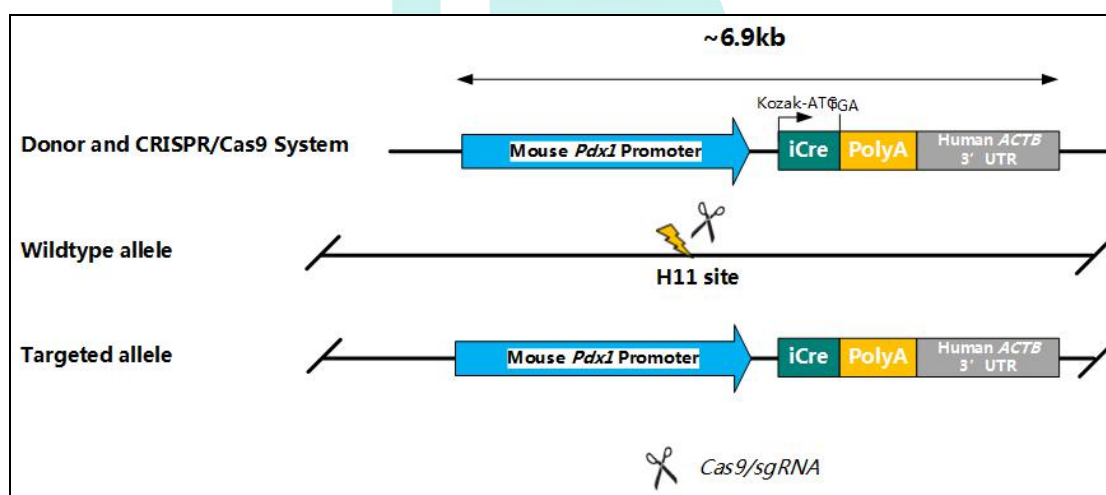 ~6.9kb
Kozak-ATG
TGA
Donor and CRISPR/Cas9 System
Mouse Pdx1 Promoter
iCre
PolyA
Human ACTB
3' UTR
Wildtype allele
H11 site
Targeted allele
Mouse Pdx1 Promoter
iCre
PolyA
Human ACTB
3' UTR
Cas9/sgRNA